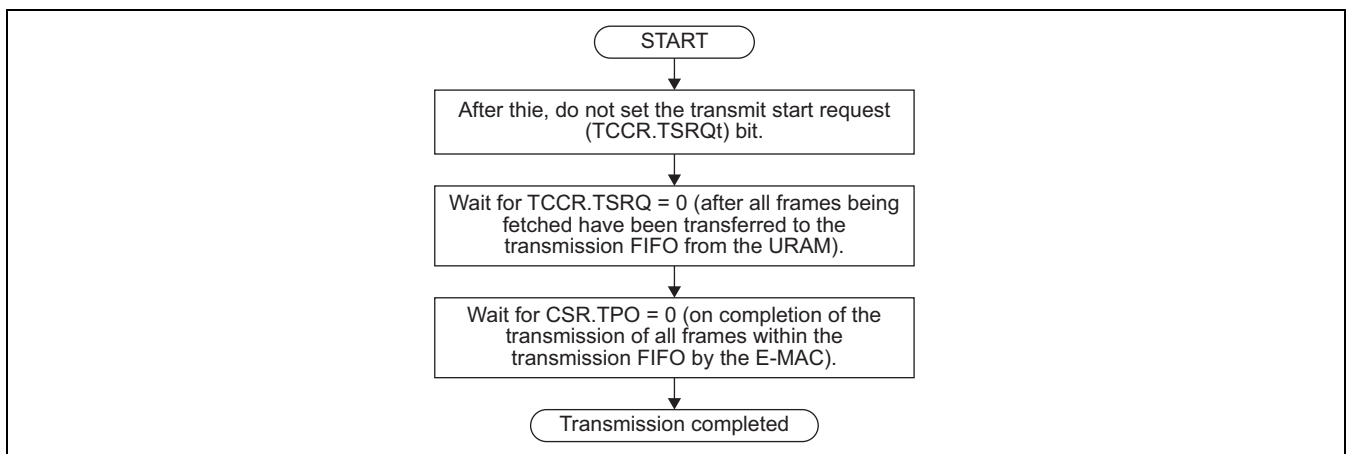 START
After thie, do not set the transmit start request
(TCCR.TSRQt) bit.
Wait for TCCR.TSRQ = 0 (after all frames being
fetched have been transferred to the
transmission FIFO from the URAM).
Wait for CSR.TPO = 0 (on completion of the
transmission of all frames within the
transmission FIFO by the E-MAC).
Transmission completed